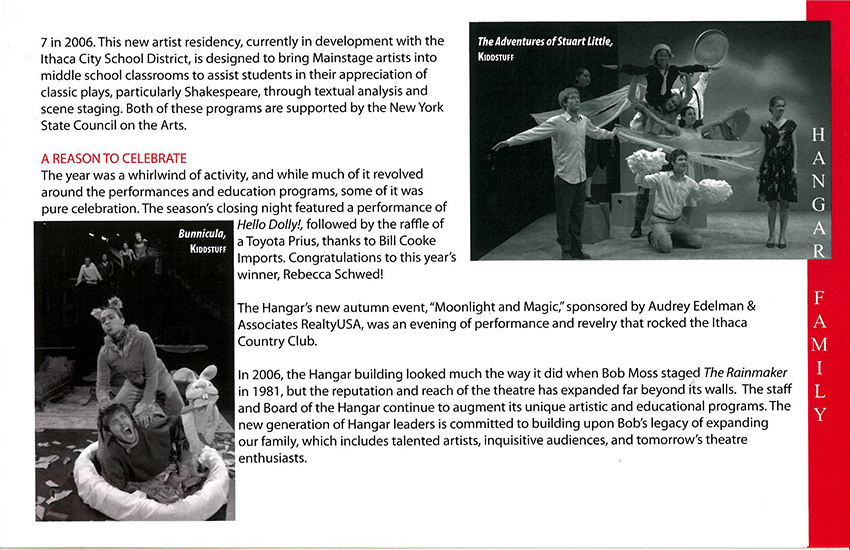 7 in 2006. This new artist residency, currently in development with the
Ithaca City School District, is designed to bring Mainstage artists into
middle school classrooms to assist students in their appreciation of
classic plays, particularly Shakespeare, through textual analysis and
scene staging. Both of these programs are supported by the New York
State Council on the Arts.
A REASON TO CELEBRATE
The year was a whirlwind of activity, and while much of it revolved
around the performances and education programs, some of it was
pure celebration. The season's closing night featured a performance of
Hello Dolly!, followed by the raffle of
a Toyota Prius, thanks to Bill Cooke
Imports. Congratulations to this year's
winner, Rebecca Schwed!
The Hangar's new autumn event, "Moonlight and Magic," sponsored by Audrey Edelman &
Associates RealtyUSA, was an evening of performance and revelry that rocked the Ithaca
Country Club.
In 2006, the Hangar building looked much the way it did when Bob Moss staged The Rainmaker
in 1981, but the reputation and reach of the theatre has expanded far beyond its walls.  The staff
and Board of the Hangar continue to augment its unique artistic and educational programs. The
new generation of Hangar leaders is committed to building upon Bob's legacy of expanding
our family, which includes talented artists, inquisitive audiences, and tomorrow's theatre
enthusiasts.
Bunnicula,
KIDDSTUFF
The Adventures of Stuart Little,
KIDDSTUFF
HANGAR FAMILY